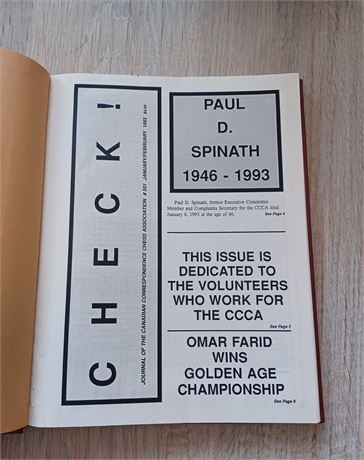 CHECK!
JOURNAL OF THE CANADIAN CORRESPONDENCE CHESS ASSOCIATION # 501 JANUARY/FEBRUARY 1993
PAUL
D.
SPINATH
1946 - 1993
Paul D. Spinath, former Executive Committee
Member and Complaints Secretary for the CCCA died
January 6, 1993 at the age of 46.
See Page 4
THIS ISSUE IS
DEDICATED TO
THE VOLUNTEERS
WHO WORK FOR
THE CCCA
See Page 5
OMAR FARID
WINS
GOLDEN AGE
CHAMPIONSHIP
See Page 6